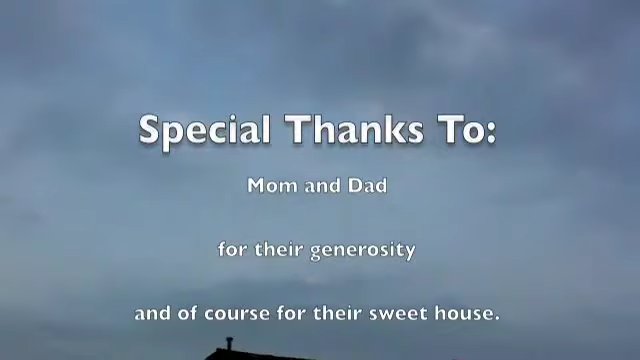 Special Thanks To:
Mom and Dad
for their generosity
and of course for their sweet house.